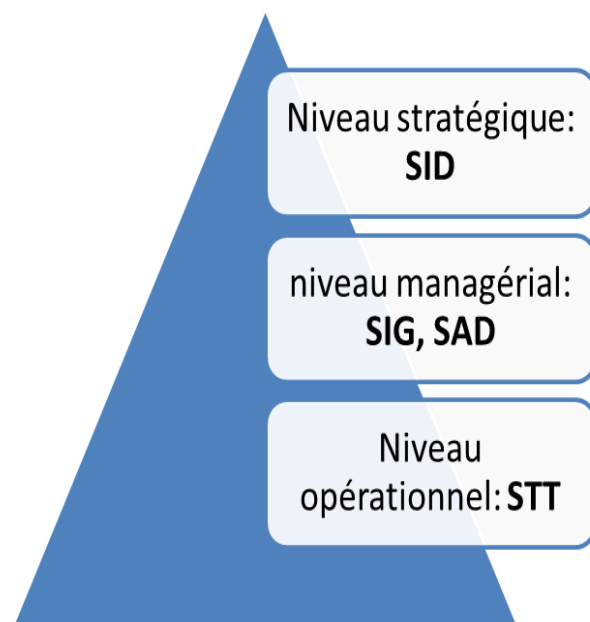 Niveau stratégique:
SID
niveau managérial:
SIG, SAD
Niveau
opérationnel: STT